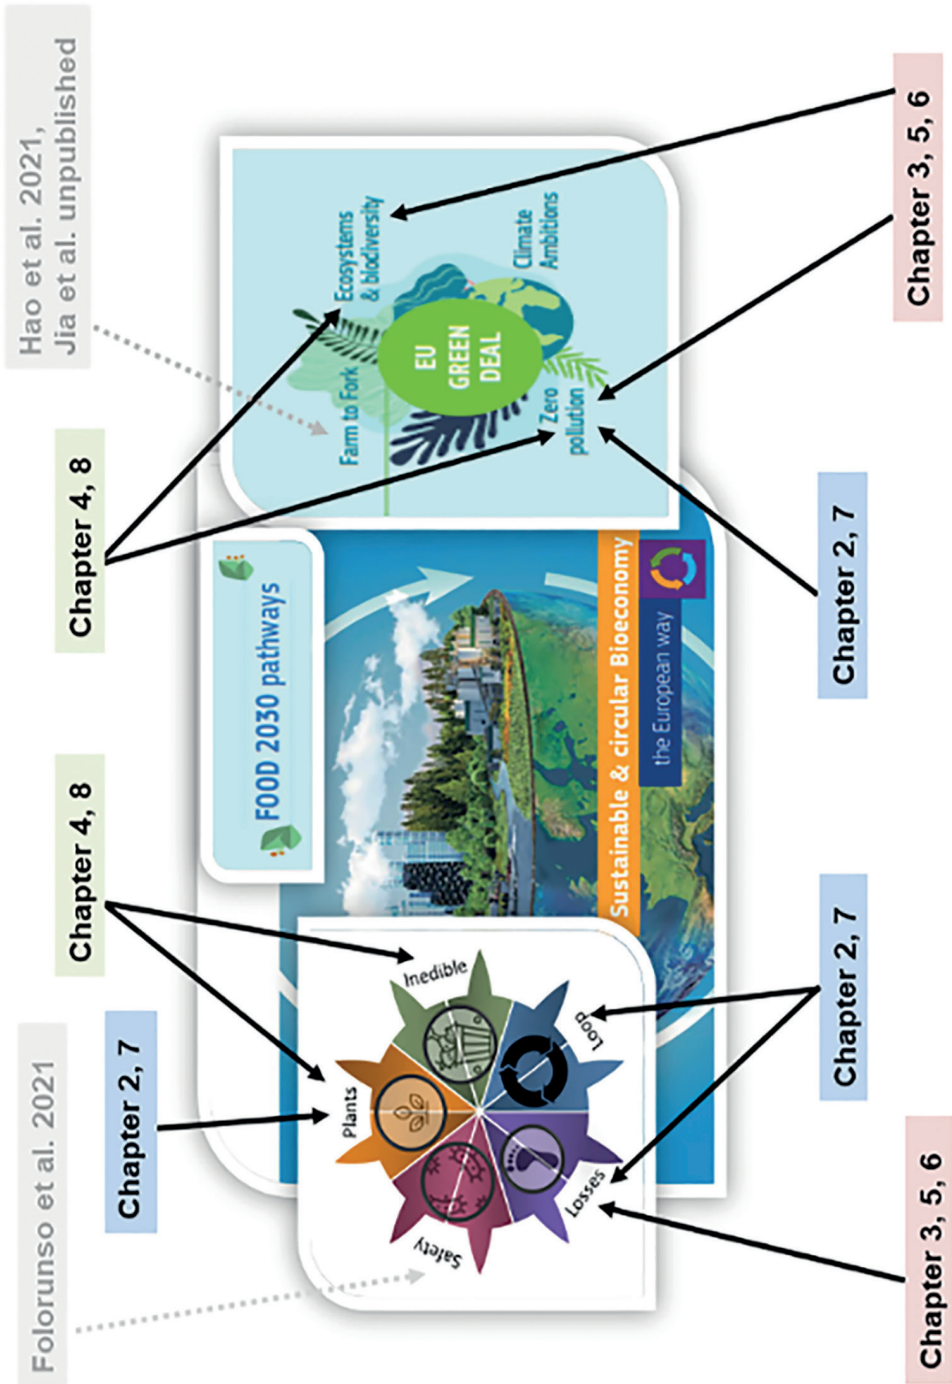 Folorunso et al. 2021
Chapter 4, 8
Chapter 4, 8
Hao et al. 2021,
Jia et al. unpublished
Chapter 2, 7
FOOD 2030 pathways
Plants
Inedible
Safety
Loop
Losses
Farm to Fork
Ecosystems
& biodiversity
EU
GREEN
DEAL
Zero
pollution
Climate
Ambitions
Sustainable & circular Bioeconomy
the European way
Chapter 2, 7
Chapter 2, 7
Chapter 3, 5, 6
Chapter 3, 5, 6